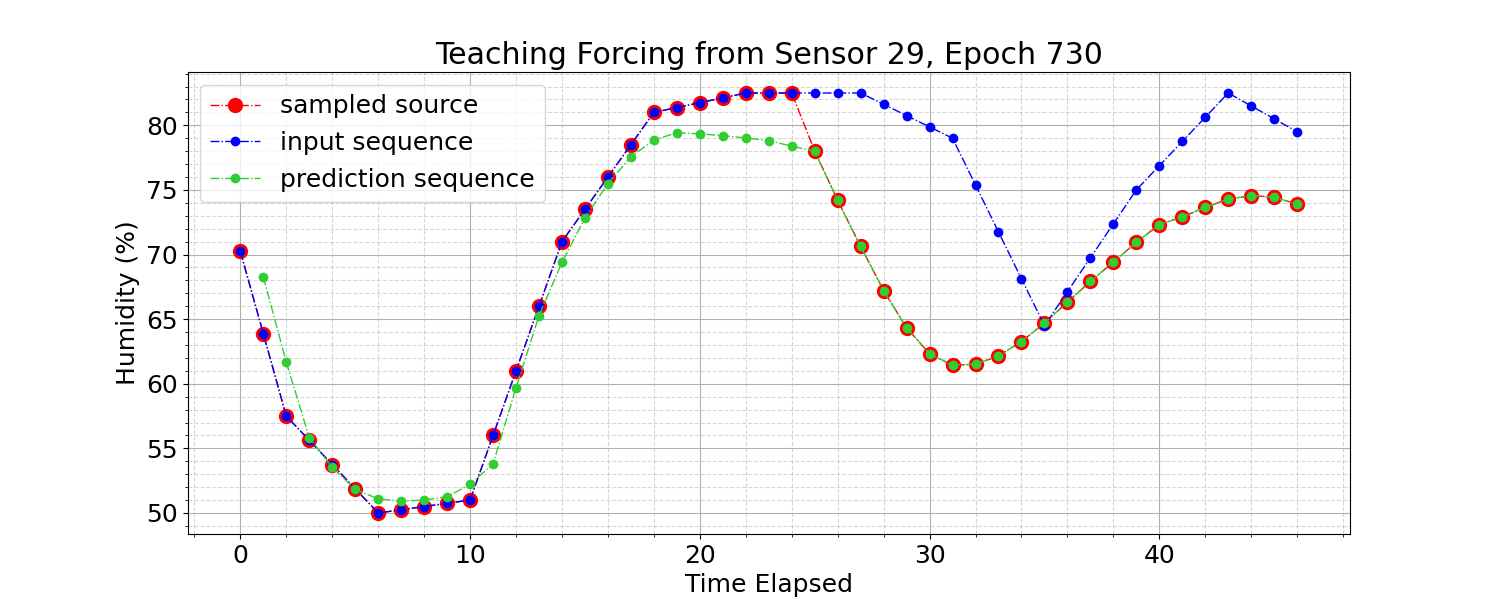 Teaching Forcing from Sensor 29, Epoch 730
sampled source
input sequence
prediction sequence
Humidity (%)
80
75
70
65
60
55
50
0 10 20 30 40
Time Elapsed